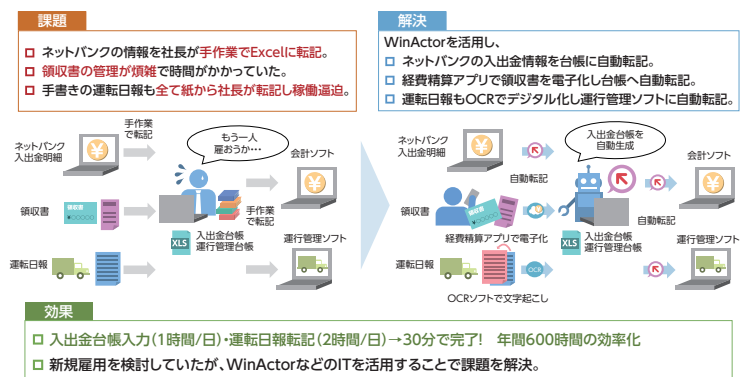 課題
□ ネットバンクの情報を社長が手作業でExcelに転記。
□ 領収書の管理が煩雑で時間がかかっていた。
□ 手書きの運転日報も全て紙から社長が転記し稼働逼迫。
ネットバンク
入出金明細
手作業
で転記
もう一人
雇おうか・・・
会計ソフト
領収書
領収書
¥○○○○○
手作業
で転記
XLS
入出金台帳
運行管理台帳
運転日報
運行管理ソフト
解決
WinActorを活用し、
□ ネットバンクの入出金情報を台帳に自動転記。
□ 経費精算アプリで領収書を電子化し台帳へ自動転記。
□ 運転日報もOCRでデジタル化し運行管理ソフトに自動転記。
ネットバンク
入出金明細
入出金台帳を
自動生成
会計ソフト
自動転記
領収書
領収書
自動転記
経費精算アプリで電子化
XLS
入出金台帳
運行管理台帳
運行管理ソフト
運転日報
OCR
OCRソフトで文字起こし
効果
□ 入出金台帳入力(1時間/日)・運転日報転記(2時間/日)→30分で完了! 年間600時間の効率化
□ 新規雇用を検討していたが、WinActorなどのITを活用することで課題を解決。